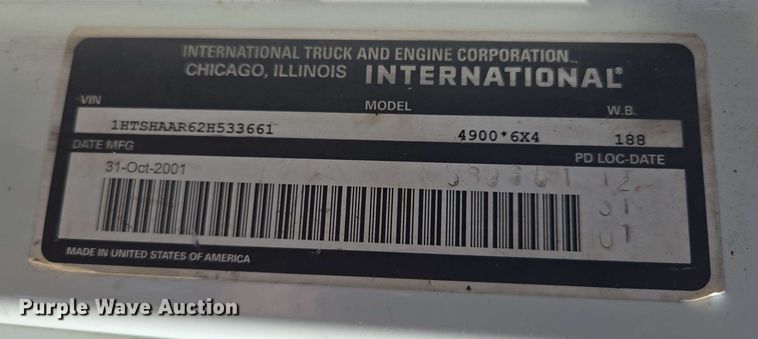 INTERNATIONAL TRUCK AND ENGINE CORPORATION
CHICAGO, ILLINOIS INTERNATIONAL®
VIN MODEL W.B.
1HTSHAAR62H533661 4900*6X4 188
DATE MFG PD LOC-DATE
31-Oct-2001 12
31
01
MADE IN UNITED STATES OF AMERICA
Purple Wave Auction